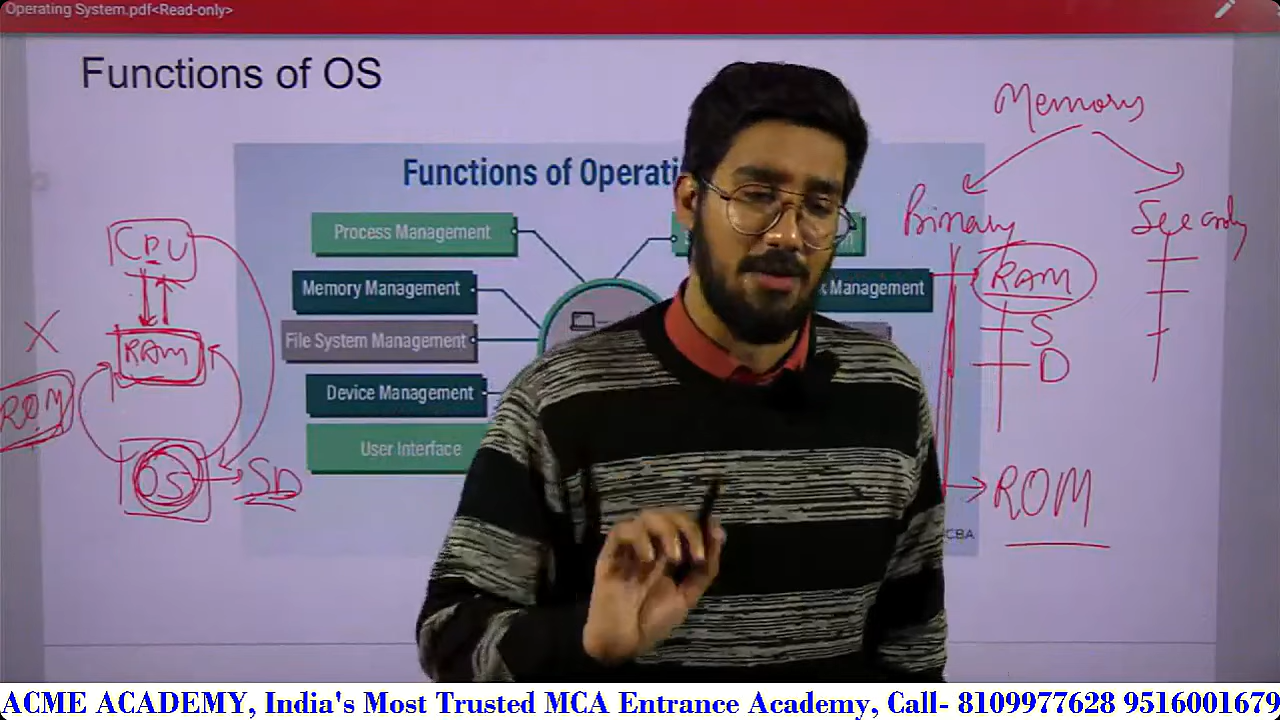 Operating System.pdf<Read-only>
Functions of OS
Functions of Operati
Process Management
Memory Management
File System Management
Device Management
User Interface
k Management
CBA
CPU
RAM
X
ROM
OS
SD
Memory
Primary
RAM
S
D
ROM
ACME ACADEMY, India's Most Trusted MCA Entrance Academy, Call- 8109977628 9516001679